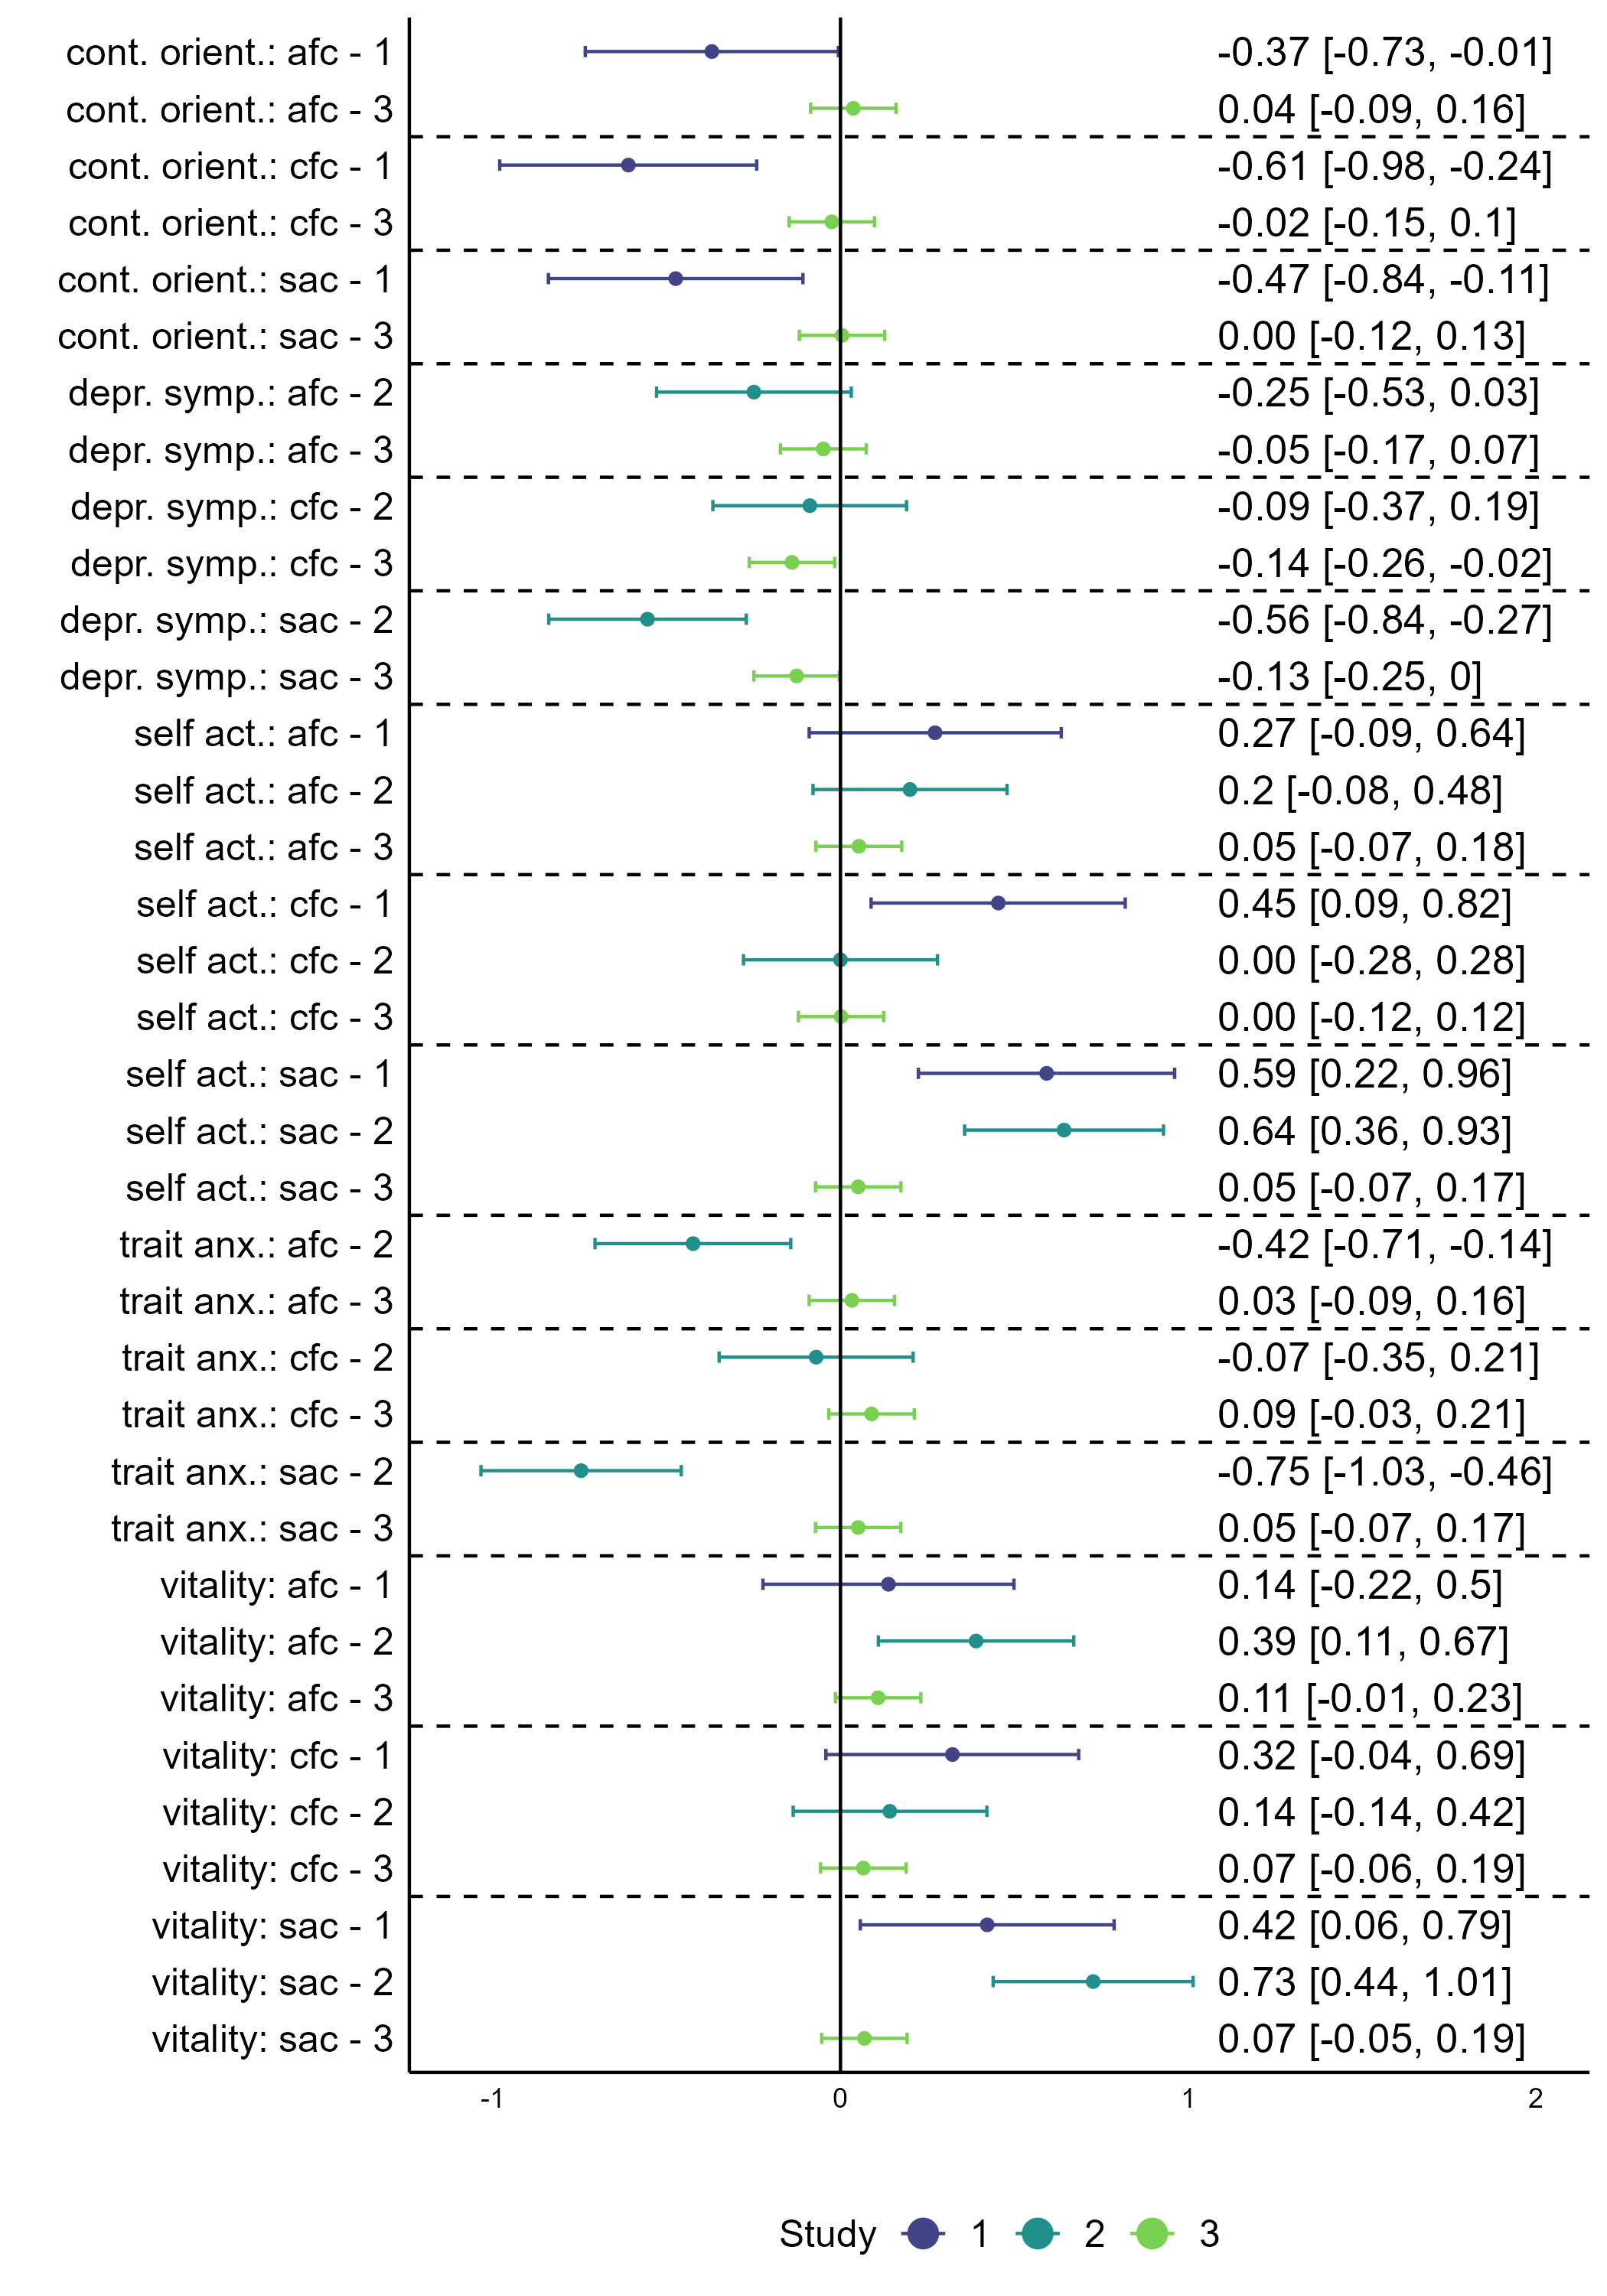 cont. orient.: afc - 1 -0.37 [-0.73, -0.01]
cont. orient.: afc - 3 0.04 [-0.09, 0.16]
cont. orient.: cfc - 1 -0.61 [-0.98, -0.24]
cont. orient.: cfc - 3 -0.02 [-0.15, 0.1]
cont. orient.: sac - 1 -0.47 [-0.84, -0.11]
cont. orient.: sac - 3 0.00 [-0.12, 0.13]
depr. symp.: afc - 2 -0.25 [-0.53, 0.03]
depr. symp.: afc - 3 -0.05 [-0.17, 0.07]
depr. symp.: cfc - 2 -0.09 [-0.37, 0.19]
depr. symp.: cfc - 3 -0.14 [-0.26, -0.02]
depr. symp.: sac - 2 -0.56 [-0.84, -0.27]
depr. symp.: sac - 3 -0.13 [-0.25, 0]
self act.: afc - 1 0.27 [-0.09, 0.64]
self act.: afc - 2 0.2 [-0.08, 0.48]
self act.: afc - 3 0.05 [-0.07, 0.18]
self act.: cfc - 1 0.45 [0.09, 0.82]
self act.: cfc - 2 0.00 [-0.28, 0.28]
self act.: cfc - 3 0.00 [-0.12, 0.12]
self act.: sac - 1 0.59 [0.22, 0.96]
self act.: sac - 2 0.64 [0.36, 0.93]
self act.: sac - 3 0.05 [-0.07, 0.17]
trait anx.: afc - 2 -0.42 [-0.71, -0.14]
trait anx.: afc - 3 0.03 [-0.09, 0.16]
trait anx.: cfc - 2 -0.07 [-0.35, 0.21]
trait anx.: cfc - 3 0.09 [-0.03, 0.21]
trait anx.: sac - 2 -0.75 [-1.03, -0.46]
trait anx.: sac - 3 0.05 [-0.07, 0.17]
vitality: afc - 1 0.14 [-0.22, 0.5]
vitality: afc - 2 0.39 [0.11, 0.67]
vitality: afc - 3 0.11 [-0.01, 0.23]
vitality: cfc - 1 0.32 [-0.04, 0.69]
vitality: cfc - 2 0.14 [-0.14, 0.42]
vitality: cfc - 3 0.07 [-0.06, 0.19]
vitality: sac - 1 0.42 [0.06, 0.79]
vitality: sac - 2 0.73 [0.44, 1.01]
vitality: sac - 3 0.07 [-0.05, 0.19]
-1 0 1 2
Study 1 2 3